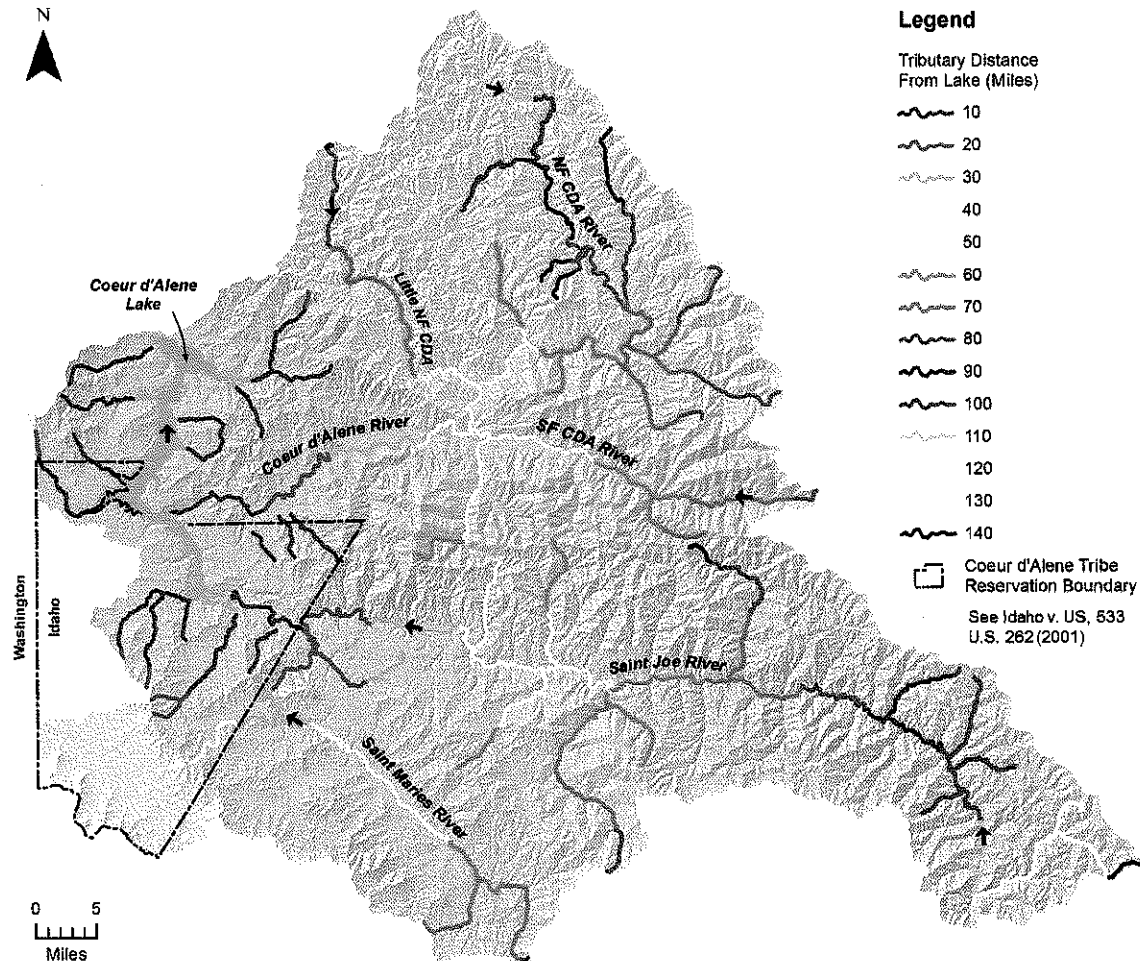 N
Legend
Tributary Distance
From Lake (Miles)
10
20
30
40
50
60
70
80
90
100
110
120
130
140
Coeur d'Alene Tribe
Reservation Boundary
See Idaho v. US, 533
U.S. 262 (2001)
NF CDA River
Coeur d'Alene
Lake
Little NF CDA
Coeur d'Alene River
SF CDA River
Washington
Idaho
Saint Joe River
Saint Maries River
0 5
Miles